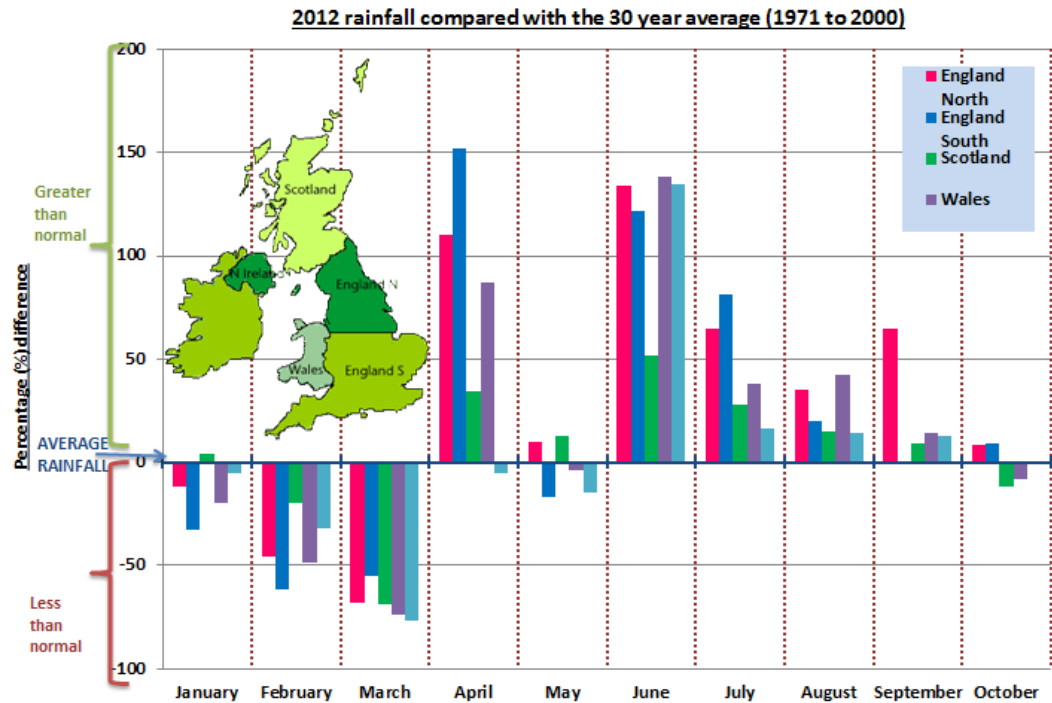 2012 rainfall compared with the 30 year average (1971 to 2000)
200
150
100
50
0
-50
-100
Percentage (%) difference
Greater
than
normal
AVERAGE
RAINFALL
Less
than
normal
Scotland
N Ireland
England N
Wales
England S
England
North
England
South
Scotland
Wales
January February March April May June July August September October